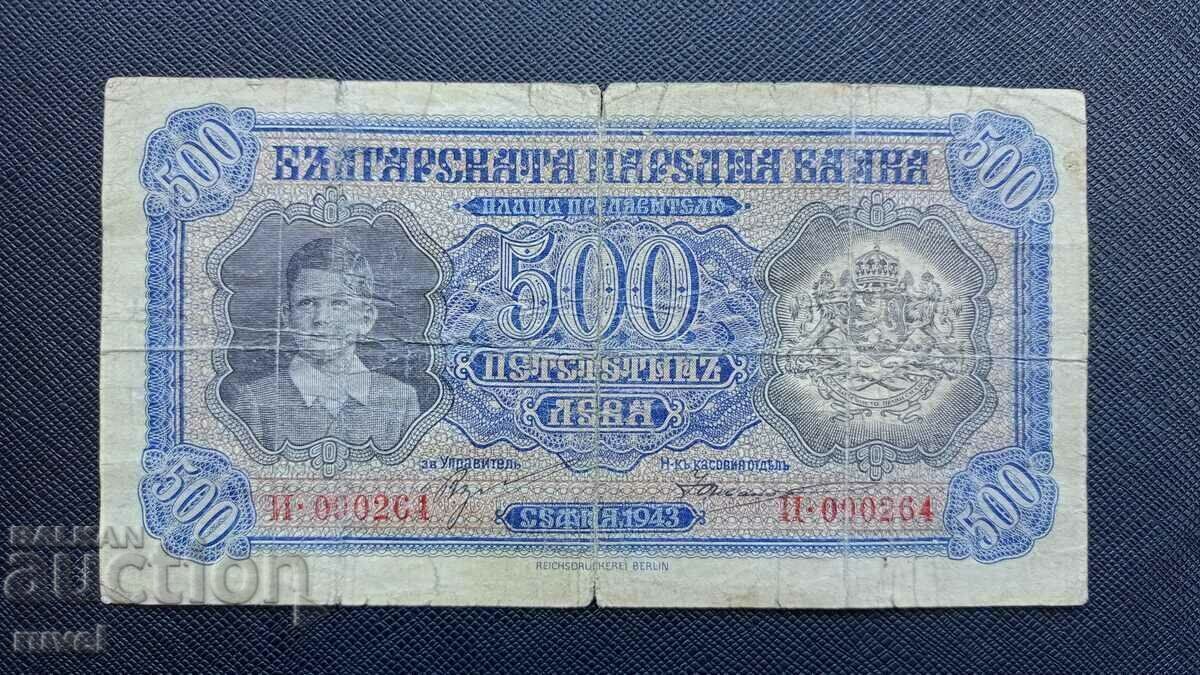 500 500
БЪЛГАРСКАТА НАРОДНА БАНКА
ПЛАЩА ПРЕДЯВИТЕЛЮ
500
ПЕТСТОТИНЪ
ЛЕВА
за Управитель Н-къ касовия отдѣлъ
И·000264 И·000264
СОФИЯ 1943
500 500
REICHSDRUCKEREI BERLIN
BALKAN
auction
nuvel